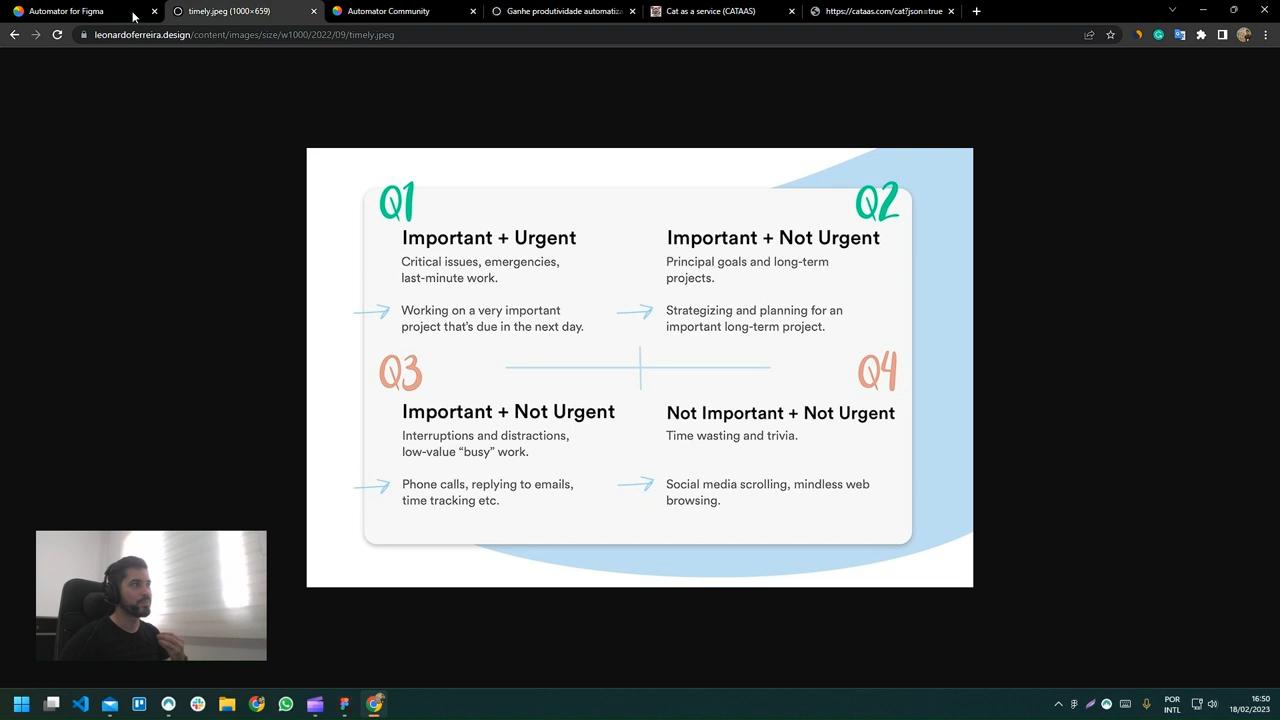 Automator for Figma
timely.jpeg (1000×659)
Automator Community
Ganhe produtividade automatiza
Cat as a service (CATAAS)
https://cataas.com/cat?json=true
leonardoferreira.design/content/images/size/w1000/2022/09/timely.jpeg
Q1
Important + Urgent
Critical issues, emergencies,
last-minute work.
Working on a very important
project that's due in the next day.
Q2
Important + Not Urgent
Principal goals and long-term
projects.
Strategizing and planning for an
important long-term project.
Q3
Important + Not Urgent
Interruptions and distractions,
low-value “busy” work.
Phone calls, replying to emails,
time tracking etc.
Q4
Not Important + Not Urgent
Time wasting and trivia.
Social media scrolling, mindless web
browsing.
POR
INTL
16:50
18/02/2023